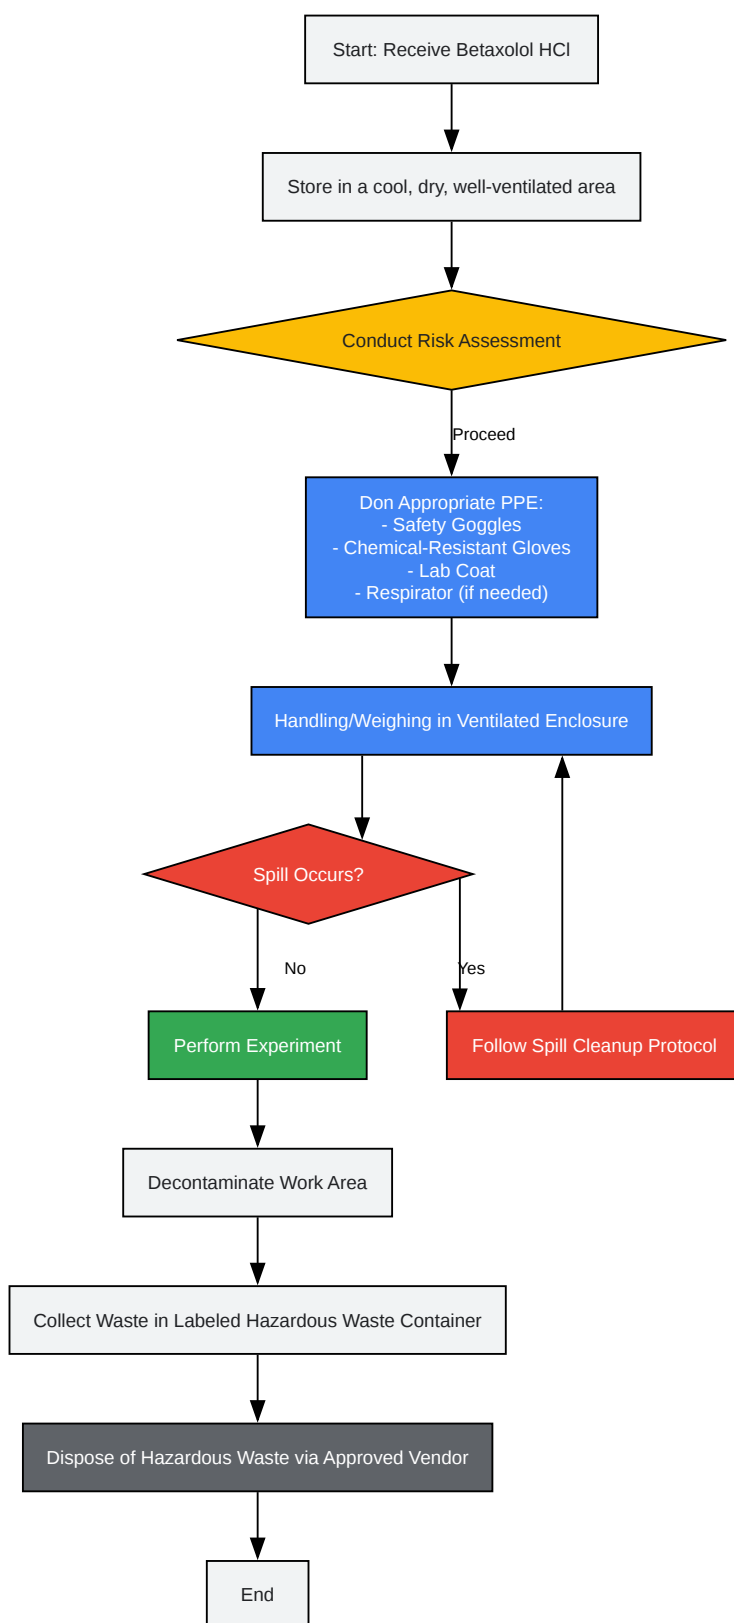 Start: Receive Betaxolol HCl
Store in a cool, dry, well-ventilated area
Conduct Risk Assessment
Proceed
Don Appropriate PPE:
- Safety Goggles
- Chemical-Resistant Gloves
- Lab Coat
- Respirator (if needed)
Handling/Weighing in Ventilated Enclosure
Spill Occurs?
No
Yes
Perform Experiment
Follow Spill Cleanup Protocol
Decontaminate Work Area
Collect Waste in Labeled Hazardous Waste Container
Dispose of Hazardous Waste via Approved Vendor
End